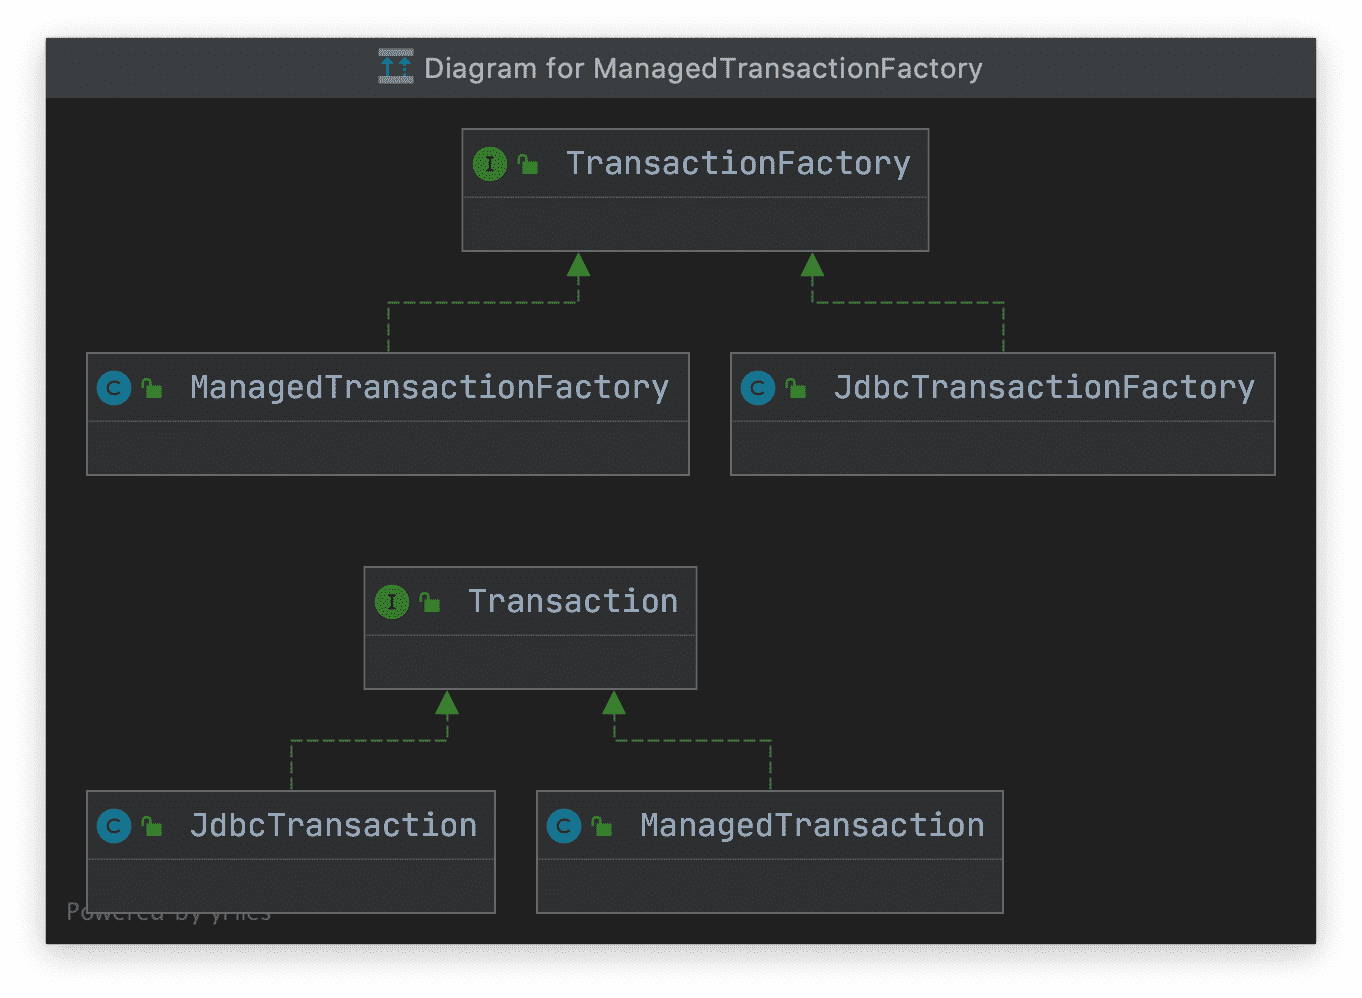 Diagram for ManagedTransactionFactory
I TransactionFactory
C ManagedTransactionFactory
C JdbcTransactionFactory
I Transaction
C JdbcTransaction
C ManagedTransaction
Powered by yFiles